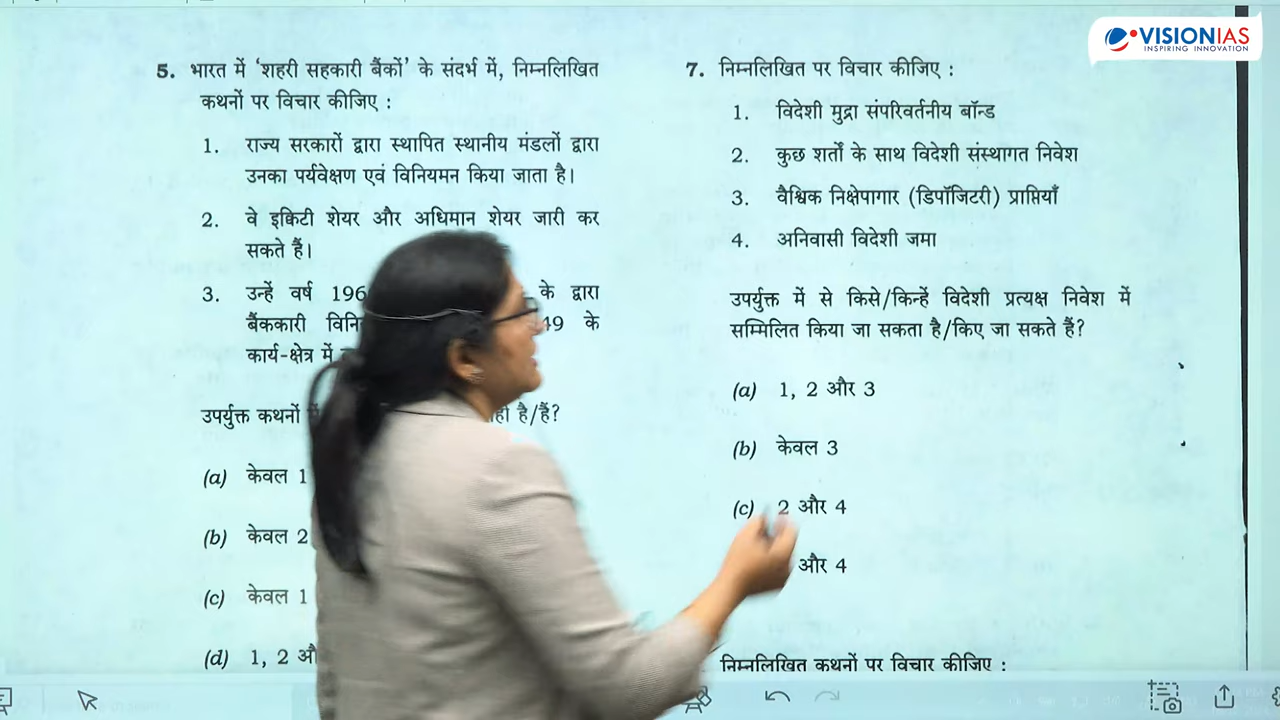 VISIONIAS
INSPIRING INNOVATION
5. भारत में ‘शहरी सहकारी बैंकों’ के संदर्भ में, निम्नलिखित
कथनों पर विचार कीजिए :
1. राज्य सरकारों द्वारा स्थापित स्थानीय मंडलों द्वारा
उनका पर्यवेक्षण एवं विनियमन किया जाता है।
2. वे इक्विटी शेयर और अधिमान शेयर जारी कर
सकते हैं।
3. उन्हें वर्ष 196 के द्वारा
बैंककारी 49 के
कार्य-क्षेत्र में
उपर्युक्त कथनों है/हैं?
(a) केवल 1
(b) केवल 2
(c) केवल 1
(d) 1, 2
7. निम्नलिखित पर विचार कीजिए :
1. विदेशी मुद्रा संपरिवर्तनीय बॉन्ड
2. कुछ शर्तों के साथ विदेशी संस्थागत निवेश
3. वैश्विक निक्षेपागार (डिपॉजिटरी) प्राप्तियाँ
4. अनिवासी विदेशी जमा
उपर्युक्त में से किसे/किन्हें विदेशी प्रत्यक्ष निवेश में
सम्मिलित किया जा सकता है/किए जा सकते हैं?
(a) 1, 2 और 3
(b) केवल 3
(c) 2 और 4
और 4
निम्नलिखित कथनों पर विचार कीजिए :